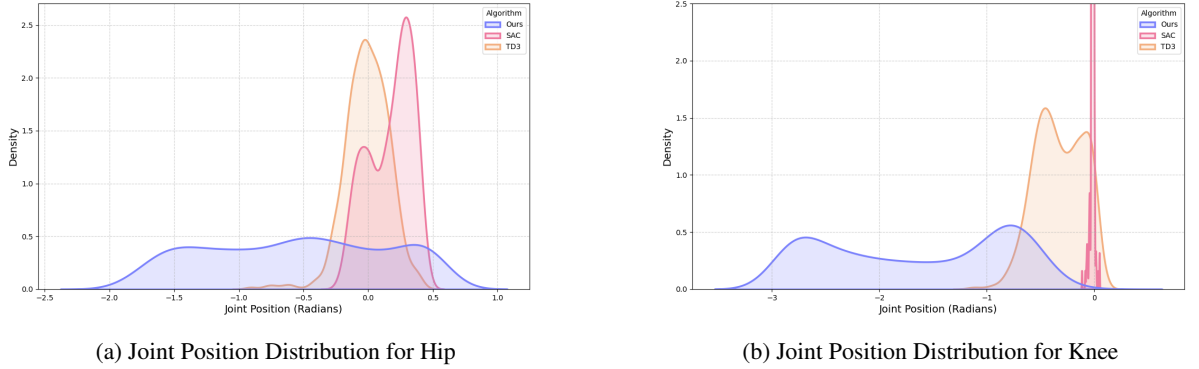 2.5
2.0
1.5
1.0
0.5
0.0
Density
−2.5 −2.0 −1.5 −1.0 −0.5 0.0 0.5 1.0
Joint Position (Radians)
Algorithm
Ours
SAC
TD3
(a) Joint Position Distribution for Hip
2.5
2.0
1.5
1.0
0.5
0.0
Density
−3 −2 −1 0
Joint Position (Radians)
Algorithm
Ours
SAC
TD3
(b) Joint Position Distribution for Knee